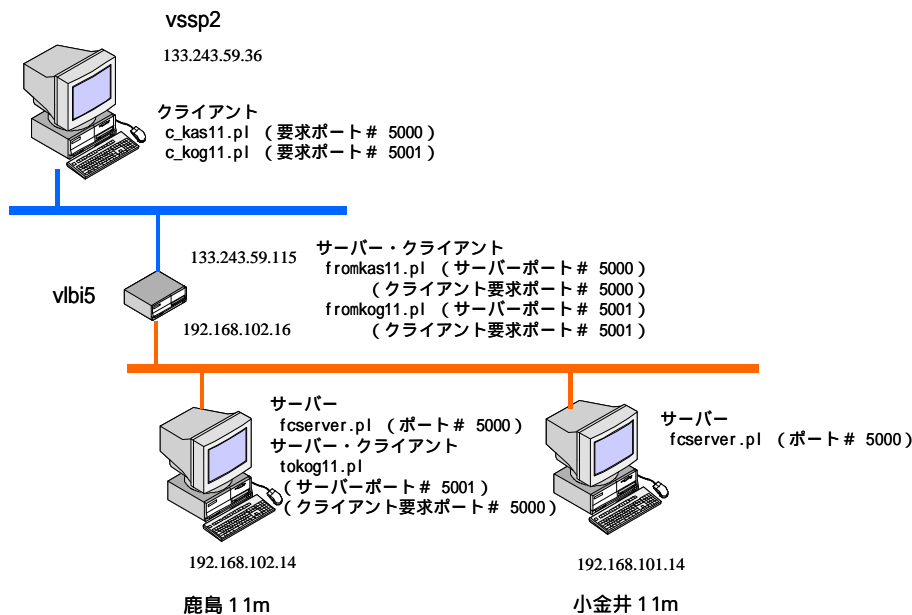 vssp2
133.243.59.36
クライアント
c_kas11.pl （要求ポート# 5000）
c_kog11.pl （要求ポート# 5001）
133.243.59.115
vlbi5
192.168.102.16
サーバー・クライアント
fromkas11.pl （サーバーポート# 5000）
（クライアント要求ポート# 5000）
fromkog11.pl （サーバーポート# 5001）
（クライアント要求ポート# 5001）
サーバー
fcserver.pl （ポート# 5000）
サーバー・クライアント
tokog11.pl
（サーバーポート# 5001）
（クライアント要求ポート# 5000）
192.168.102.14
鹿島 11m
サーバー
fcserver.pl （ポート# 5000）
192.168.101.14
小金井 11m